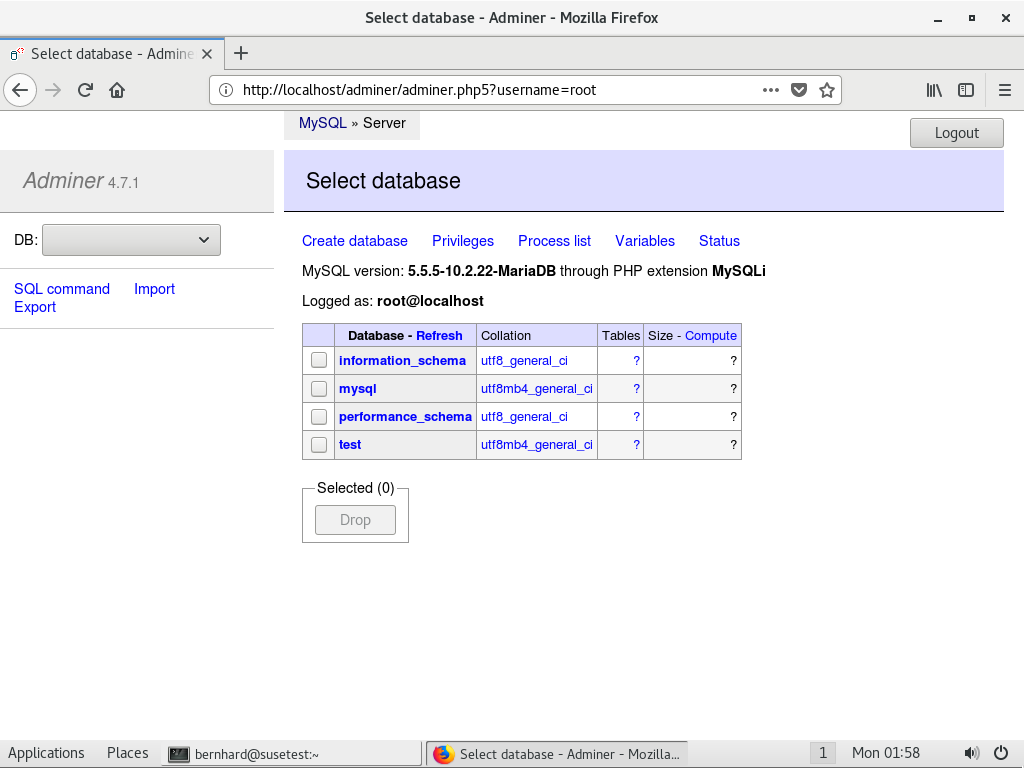 Select database - Adminer - Mozilla Firefox
Select database - Admine
http://localhost/adminer/adminer.php5?username=root
MySQL » Server
Logout
Adminer 4.7.1
Select database
DB:
Create database Privileges Process list Variables Status
MySQL version: 5.5.5-10.2.22-MariaDB through PHP extension MySQLi
SQL command Import
Export
Logged as: root@localhost
Database - Refresh Collation Tables Size - Compute
information_schema utf8_general_ci ? ?
mysql utf8mb4_general_ci ? ?
performance_schema utf8_general_ci ? ?
test utf8mb4_general_ci ? ?
Selected (0)
Drop
Applications Places bernhard@susetest:~ Select database - Adminer - Mozilla... 1 Mon 01:58